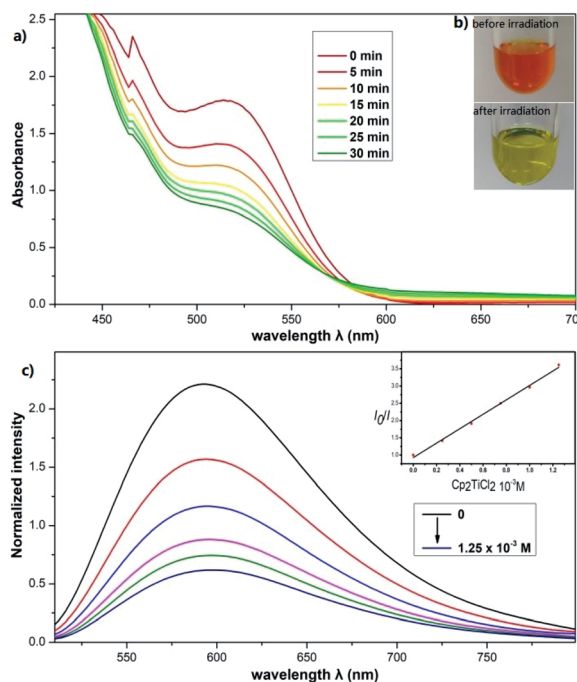 a)
2.5
2.0
1.5
1.0
0.5
0.0
Absorbance
450 500 550 600 650 700
wavelength λ (nm)
0 min
5 min
10 min
15 min
20 min
25 min
30 min
b)
before irradiation
after irradiation
c)
2.0
1.5
1.0
0.5
0.0
Normalized intensity
550 600 650 700 750
wavelength λ (nm)
I0/I
4.0
3.5
3.0
2.5
2.0
1.5
1.0
0.0 0.2 0.4 0.6 0.8 1.0 1.2
Cp2TiCl2 10-3M
0
1.25 x 10-3 M